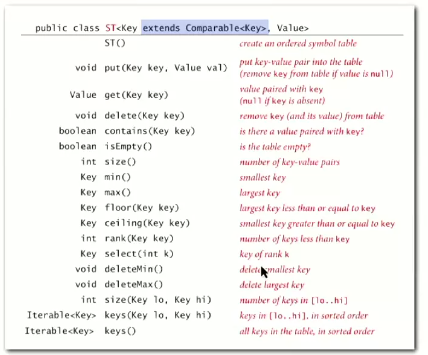 public class ST<Key extends Comparable<Key>, Value>
ST() create an ordered symbol table
void put(Key key, Value val) put key-value pair into the table
(remove key from table if value is null)
Value get(Key key) value paired with key
(null if key is absent)
void delete(Key key) remove key (and its value) from table
boolean contains(Key key) is there a value paired with key?
boolean isEmpty() is the table empty?
int size() number of key-value pairs
Key min() smallest key
Key max() largest key
Key floor(Key key) largest key less than or equal to key
Key ceiling(Key key) smallest key greater than or equal to key
int rank(Key key) number of keys less than key
Key select(int k) key of rank k
void deleteMin() delete smallest key
void deleteMax() delete largest key
int size(Key lo, Key hi) number of keys in [lo..hi]
Iterable<Key> keys(Key lo, Key hi) keys in [lo..hi], in sorted order
Iterable<Key> keys() all keys in the table, in sorted order